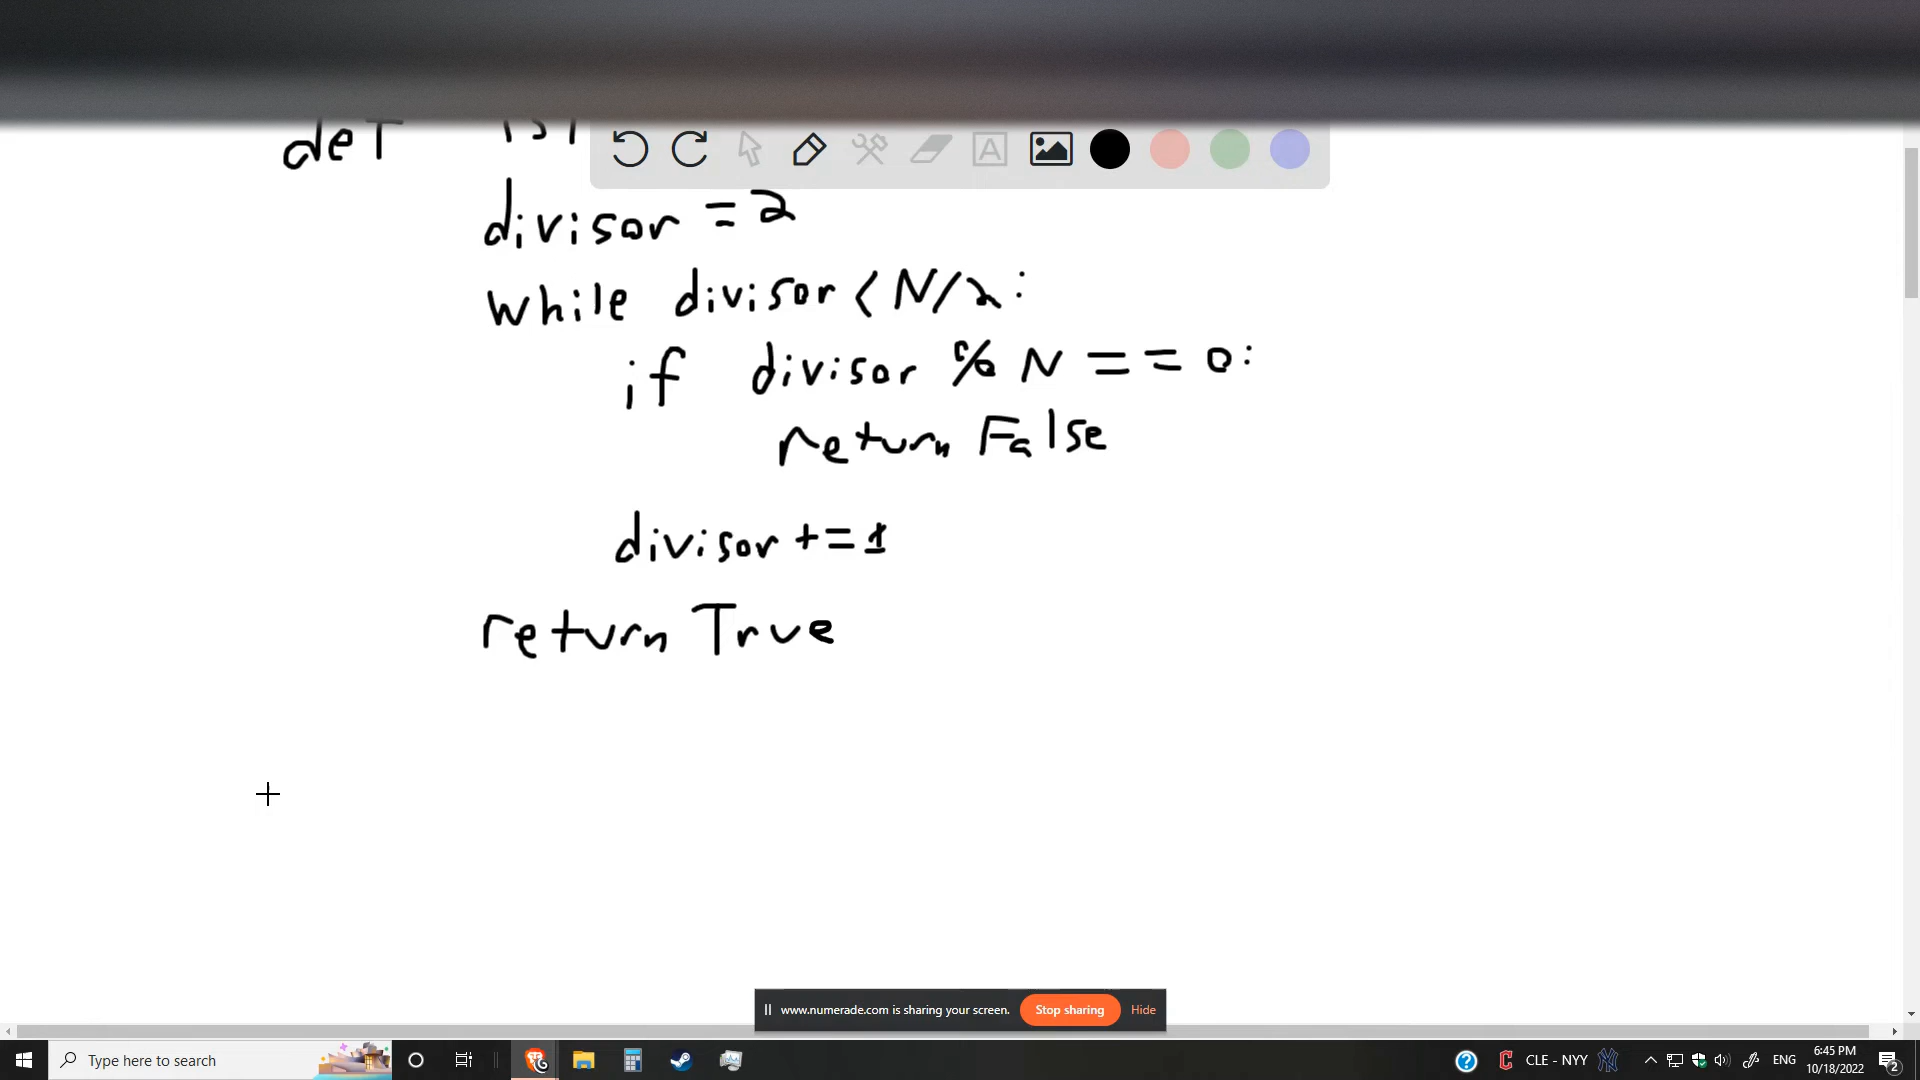 def
divisor = 2
while divisor < N/2:
if divisor % N == 0:
return False
divisor += 1
return True
A
|| www.numerade.com is sharing your screen. Stop sharing Hide
Type here to search
CLE - NYY
ENG
6:45 PM
10/18/2022
2